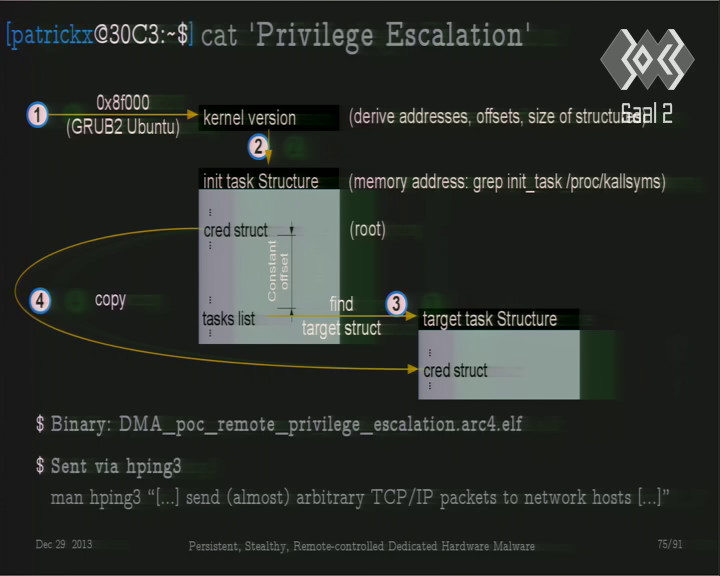 [patrickx@30C3:~$] cat 'Privilege Escalation'
Saal 2
1
0x8f000
(GRUB2 Ubuntu)
kernel version
(derive addresses, offsets, size of structures)
2
init task Structure
(memory address: grep init_task /proc/kallsyms)
cred struct
(root)
Constant
offset
4
copy
tasks list
find
target struct
3
target task Structure
cred struct
$ Binary: DMA_poc_remote_privilege_escalation.arc4.elf
$ Sent via hping3
man hping3 “[...] send (almost) arbitrary TCP/IP packets to network hosts [...]”
Dec 29 2013
Persistent, Stealthy, Remote-controlled Dedicated Hardware Malware
75/91